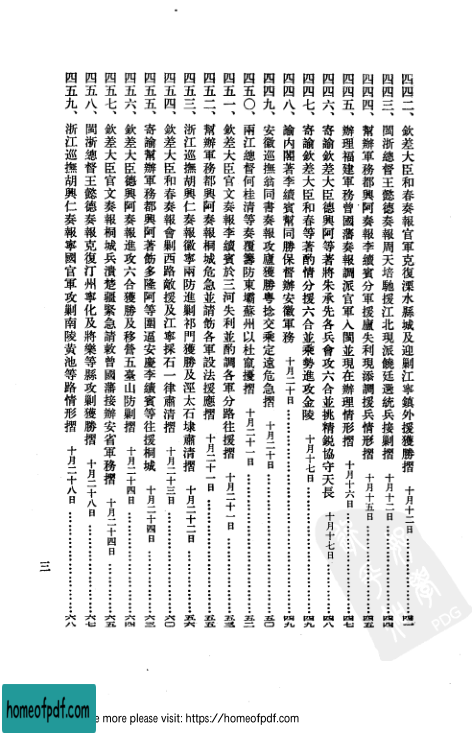 四四二、欽差大臣和春奏報官軍克復溧水縣城及迎剿江寧鎮外援獲勝摺　十月十二日……四一
四四三、閩浙總督王懿德奏報周天培馳援江北現派饒廷選統兵接剿摺　十月十二日……四四
四四四、幫辦軍務都興阿奏報李續賓分軍援廬失利現添調援兵情形摺　十月十五日……四五
四四五、辦理福建軍務曾國藩奏報調派官軍入閩並現在辦理情形摺　十月十六日……四七
四四六、寄諭欽差大臣德興阿等著將朱承先各兵會攻六合並挑精銳協守天長　十月十七日……四八
四四七、寄諭欽差大臣和春等著酌情分援六合並乘勢進攻金陵　十月十七日……四九
四四八、諭內閣著李續賓幫同勝保督辦安徽軍務　十月二十日……四九
四四九、安徽巡撫翁同書奏報攻廬獲勝粵捻交乘定遠危急摺　十月二十日……五〇
四五〇、兩江總督何桂清等奏覆籌防東壩蘇州以杜竄擾摺　十月二十一日……五二
四五一、欽差大臣官文奏報李續賓於三河失利並酌調各軍分路往援摺　十月二十一日……五三
四五二、幫辦軍務都興阿奏報桐城危急並請飭各軍設法援應摺　十月二十一日……五五
四五三、浙江巡撫胡興仁奏報徽寧兩防進剿祁門獲勝及涇太石埭肅清摺　十月二十二日……五六
四五四、欽差大臣和春奏報會剿西路敵援及江寧採石一律肅清摺　十月二十三日……六〇
四五五、寄諭幫辦軍務都興阿著飭多隆阿等圍逼安慶李續賓等往援桐城　十月二十四日……六三
四五六、欽差大臣德興阿奏報進攻六合獲勝及移營五臺山防剿摺　十月二十四日……六四
四五七、欽差大臣官文奏報桐城兵潰楚疆緊急請敕曾國藩接辦安省軍務摺　十月二十四日……六五
四五八、閩浙總督王懿德奏報克復汀州寧化及將樂等縣攻剿獲勝摺　十月二十八日……六七
四五九、浙江巡撫胡興仁奏報寧國官軍攻剿南陵黃池等路情形摺　十月二十八日……六八
三
PDG
homeofpdf.com
e more please visit: https://homeofpdf.com